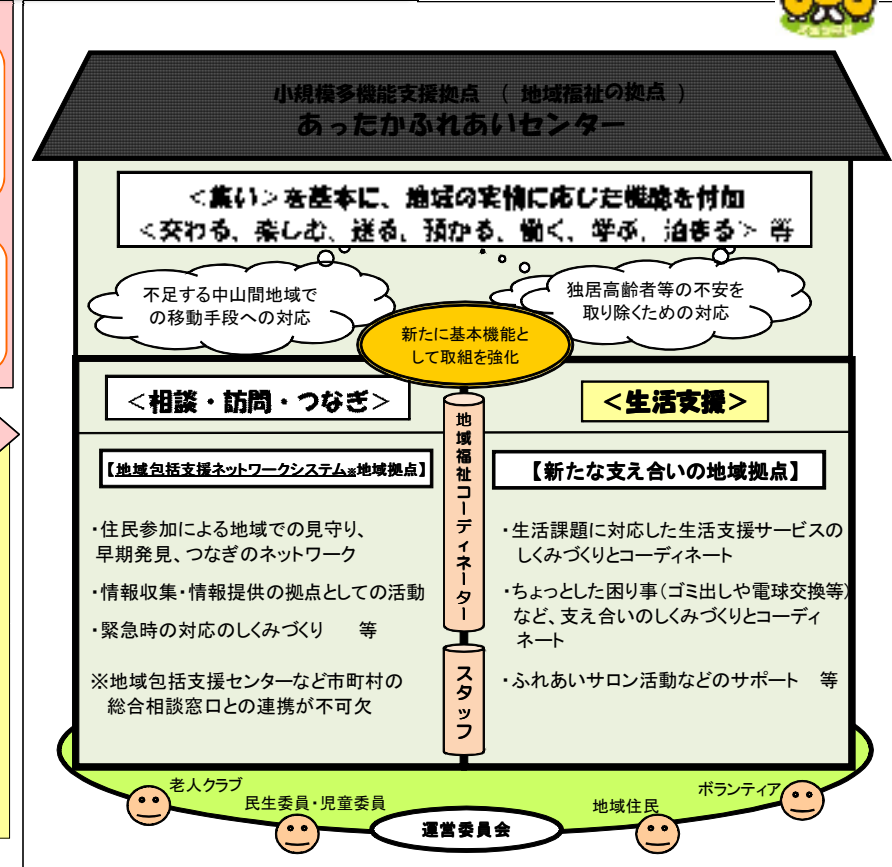 小規模多機能支援拠点 ( 地域福祉の拠点 )
あったかふれあいセンター
<集い>を基本に、地域の実情に応じた機能を付加
<交わる、楽しむ、送る、預かる、働く、学ぶ、泊まる> 等
不足する中山間地域で
の移動手段への対応
独居高齢者等の不安を
取り除くための対応
新たに基本機能と
して取組を強化
<相談・訪問・つなぎ>
【地域包括支援ネットワークシステム※地域拠点】
・住民参加による地域での見守り、
早期発見、つなぎのネットワーク
・情報収集・情報提供の拠点としての活動
・緊急時の対応のしくみづくり 等
※地域包括支援センターなど市町村の
総合相談窓口との連携が不可欠
地域福祉コーディネーター
スタッフ
<生活支援>
【新たな支え合いの地域拠点】
・生活課題に対応した生活支援サービスの
しくみづくりとコーディネート
・ちょっとした困り事(ゴミ出しや電球交換等)
など、支え合いのしくみづくりとコーディ
ネート
・ふれあいサロン活動などのサポート 等
老人クラブ
民生委員・児童委員
運営委員会
地域住民
ボランティア